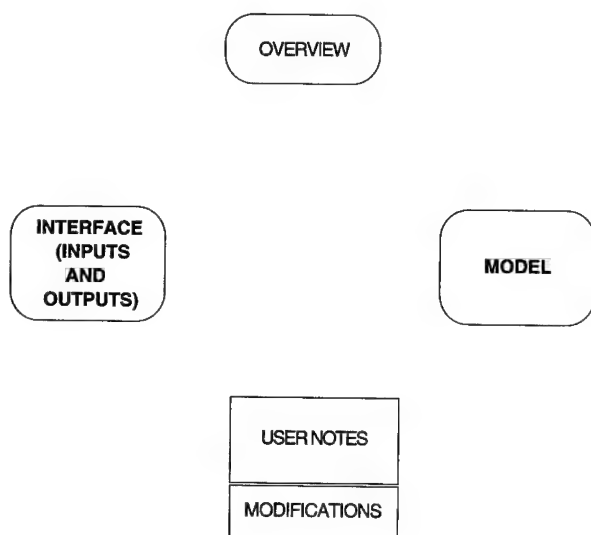 OVERVIEW
INTERFACE
(INPUTS
AND
OUTPUTS)
MODEL
USER NOTES
MODIFICATIONS